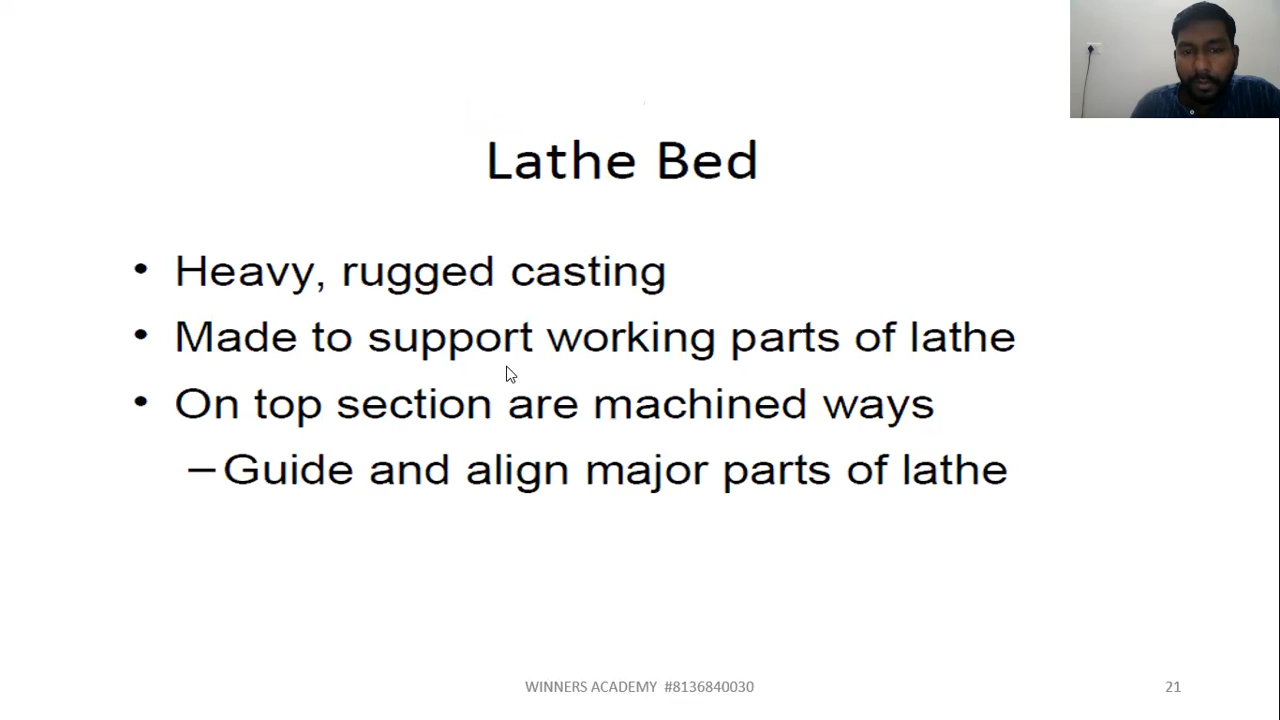 Lathe Bed
• Heavy, rugged casting
• Made to support working parts of lathe
• On top section are machined ways
– Guide and align major parts of lathe
WINNERS ACADEMY #8136840030
21